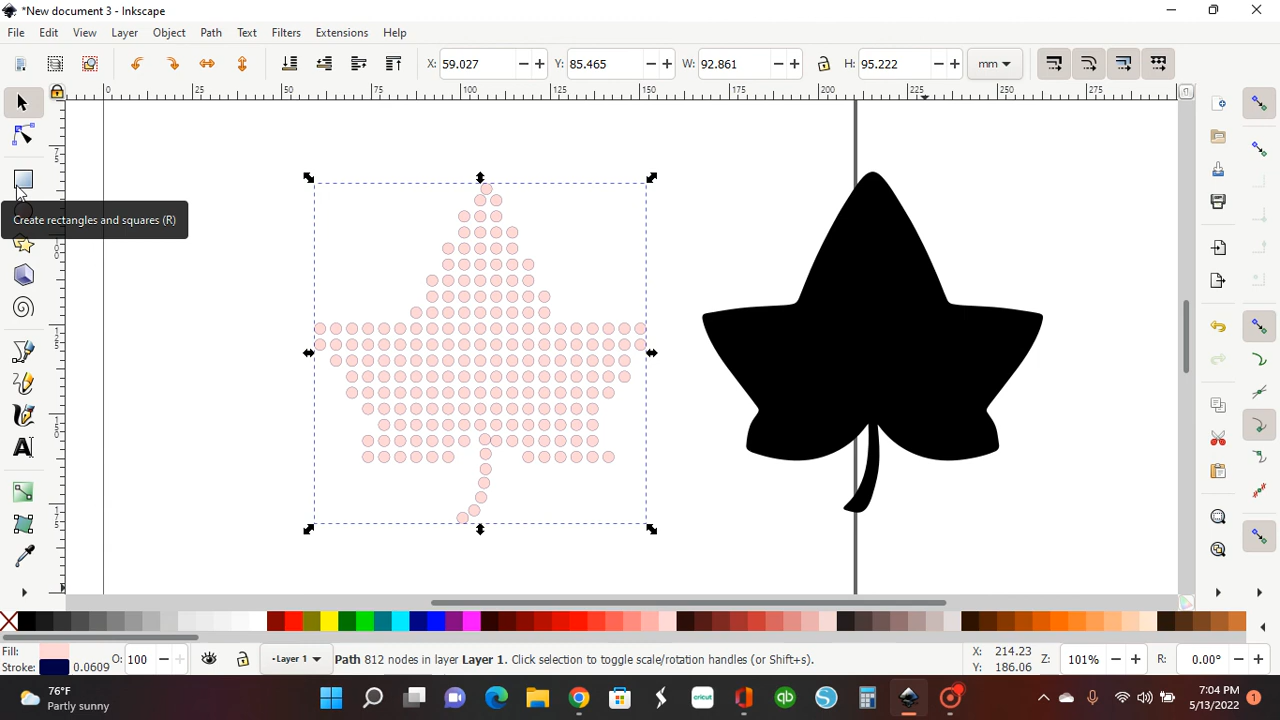 *New document 3 - Inkscape
File Edit View Layer Object Path Text Filters Extensions Help
X: 59.027 Y: 85.465 W: 92.861 H: 95.222 mm
0 25 50 75 100 125 150 175 200 225 250 275
Create rectangles and squares (R)
Fill: Stroke: 0.0609 O: 100 Layer 1 Path 812 nodes in layer Layer 1. Click selection to toggle scale/rotation handles (or Shift+s). X: 214.23 Y: 186.06 Z: 101% R: 0.00°
76°F
Partly sunny
cricut
qb
7:04 PM
5/13/2022
1